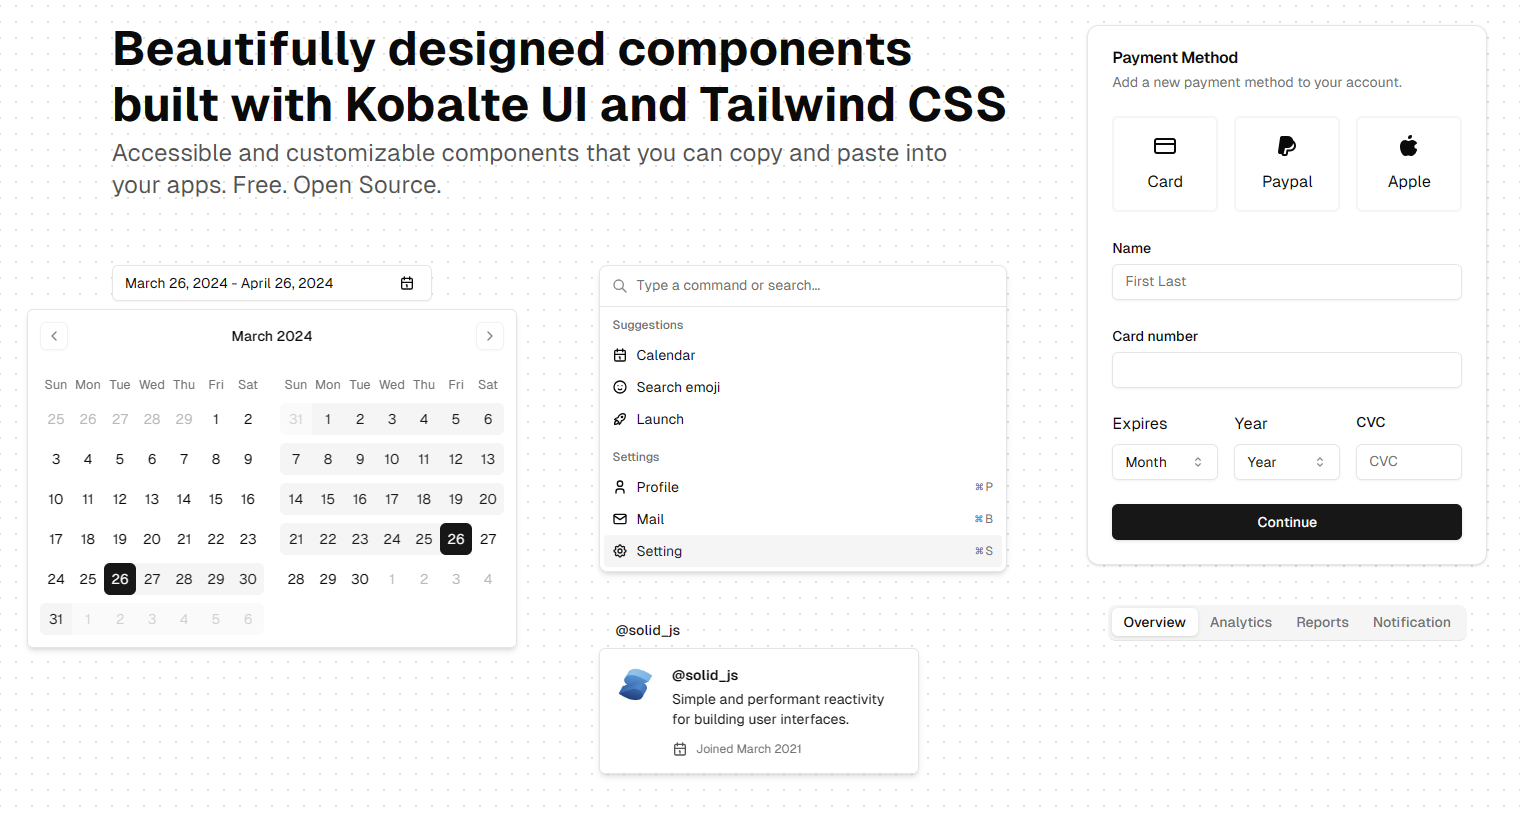 Beautifully designed components
built with Kobalte UI and Tailwind CSS
Accessible and customizable components that you can copy and paste into
your apps. Free. Open Source.
March 26, 2024 - April 26, 2024
March 2024
Sun Mon Tue Wed Thu Fri Sat
25 26 27 28 29 1 2
3 4 5 6 7 8 9
10 11 12 13 14 15 16
17 18 19 20 21 22 23
24 25 26 27 28 29 30
31 1 2 3 4 5 6
Sun Mon Tue Wed Thu Fri Sat
31 1 2 3 4 5 6
7 8 9 10 11 12 13
14 15 16 17 18 19 20
21 22 23 24 25 26 27
28 29 30 1 2 3 4
Type a command or search...
Suggestions
Calendar
Search emoji
Launch
Settings
Profile ⌘P
Mail ⌘B
Setting ⌘S
@solid_js
@solid_js
Simple and performant reactivity
for building user interfaces.
Joined March 2021
Payment Method
Add a new payment method to your account.
Card Paypal Apple
Name
First Last
Card number
Expires Year CVC
Month Year CVC
Continue
Overview Analytics Reports Notification